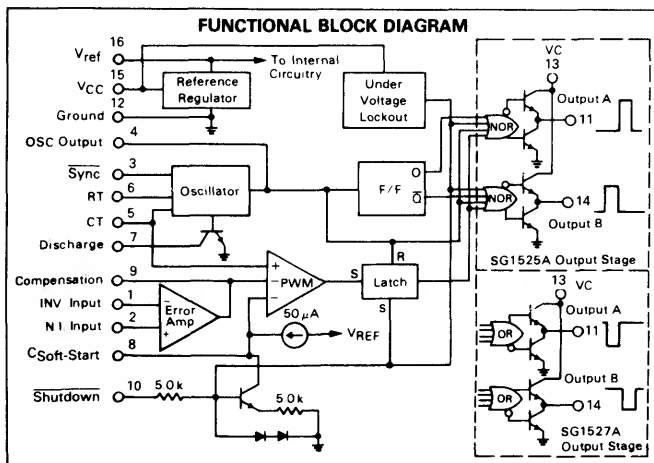 FUNCTIONAL BLOCK DIAGRAM
16
Vref
To Internal
Circuitry
15
VCC
Reference
Regulator
Under
Voltage
Lockout
12
Ground
4
OSC Output
3
Sync
6
RT
5
CT
7
Discharge
Oscillator
F/F
O
Q
9
Compensation
1
INV Input
2
N.I. Input
8
CSoft-Start
Error
Amp
-
+
+
-
-
PWM
S
R
Latch
S
50 µA
VREF
10
Shutdown
5.0k
5.0k
VC
13
Output A
NOR
11
NOR
14
Output B
SG1525A Output Stage
13
VC
Output A
OR
11
Output B
OR
14
SG1527A
Output Stage